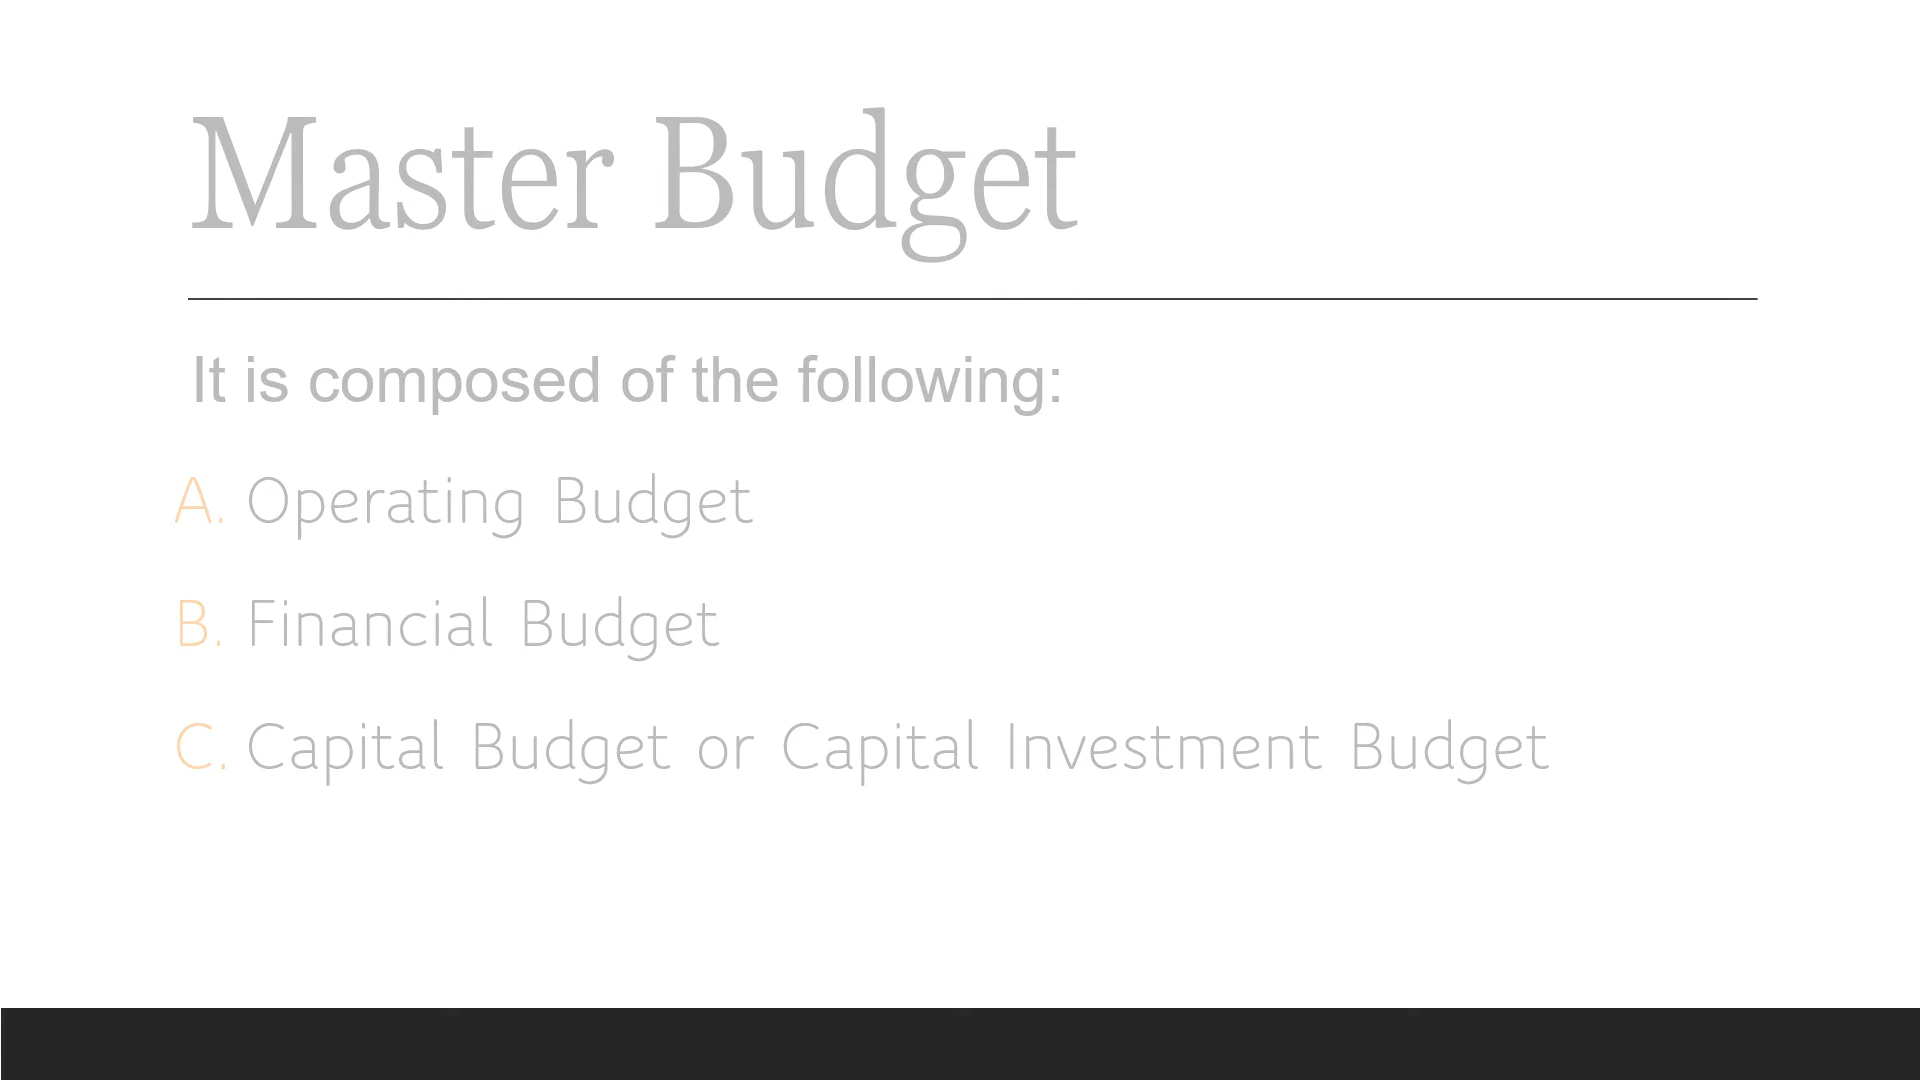 Master Budget
It is composed of the following:
A. Operating Budget
B. Financial Budget
C. Capital Budget or Capital Investment Budget